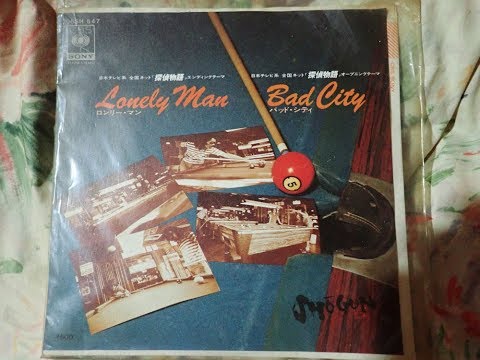 SONY
日本テレビ系 全国ネット「探偵物語」エンディングテーマ
Lonely Man
ロンリー・マン
日本テレビ系 全国ネット「探偵物語」オープニングテーマ
Bad City
バッド・シティ
5
SHŌGUN